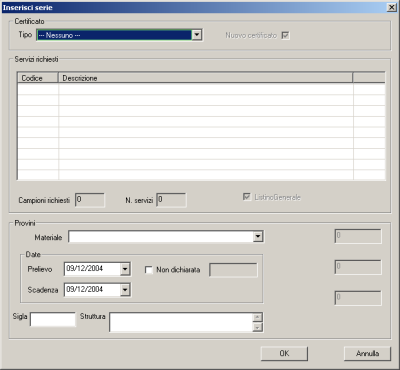 Inserisci serie
Certificato
Tipo --- Nessuno --- Nuovo certificato
Servizi richiesti
Codice Descrizione
Campioni richiesti 0 N. servizi 0 ListinoGenerale
Provini
Materiale 0
Date
Prelievo 09/12/2004 Non dichiarata 0
Scadenza 09/12/2004 0
Sigla Struttura
OK Annulla